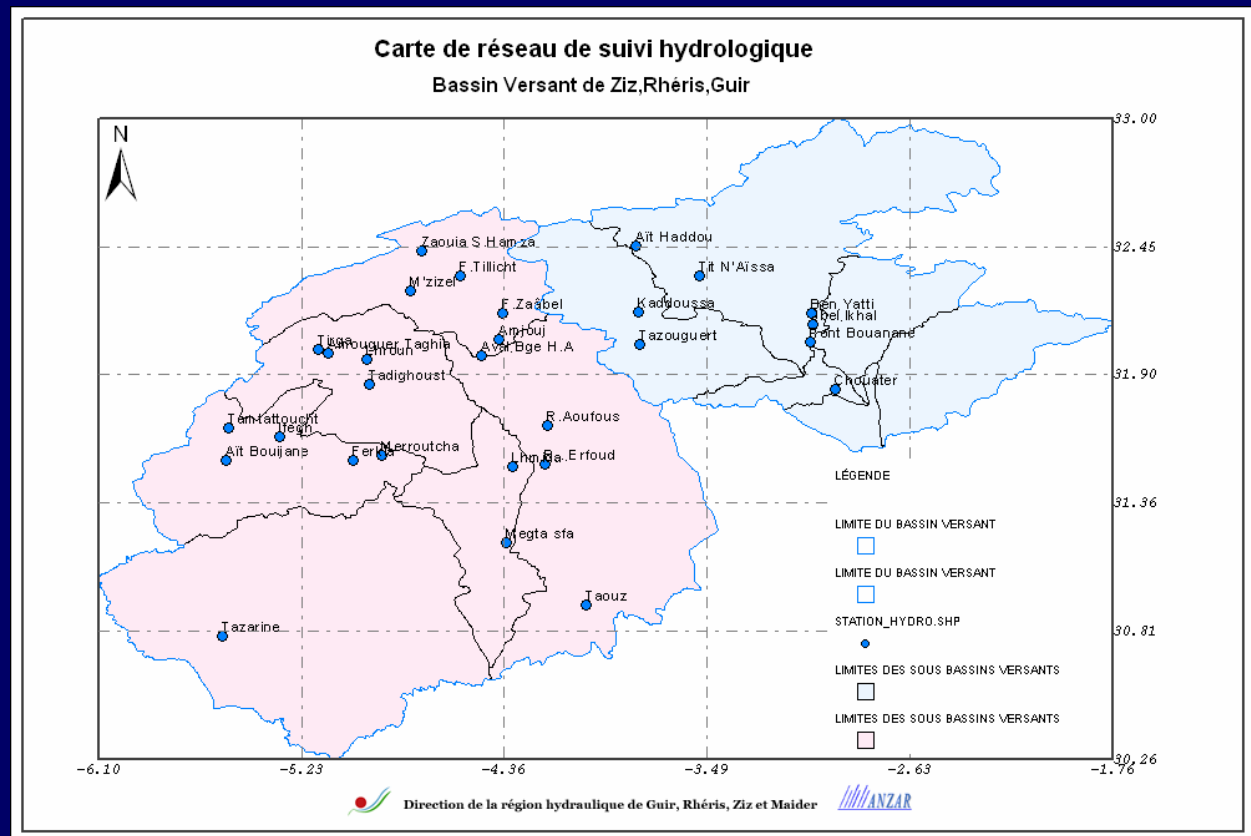 Carte de réseau de suivi hydrologique
Bassin Versant de Ziz,Rhéris,Guir
N
33.00
Aït Haddou
Zaouia S.Hamza
32.45
F.Tillicht
Tit N'Aïssa
M'zizel
F.Zaâbel
Kaddoussa
Ben Yatti
Amjouj
Tazouguert
Pont Bouanane
Tirga
Taghia
Aval Bge H.A
31.90
Tadighoust
Chouater
Tamtattoucht
R.Aoufous
Ifegh
Aït Boujane
Ferkla
Merroutcha
Erfoud
LÉGENDE
31.36
LIMITE DU BASSIN VERSANT
Megta sfa
LIMITE DU BASSIN VERSANT
Taouz
STATION_HYDRO.SHP
30.81
Tazarine
LIMITES DES SOUS BASSINS VERSANTS
LIMITES DES SOUS BASSINS VERSANTS
30.26
-6.10
-5.23
-4.36
-3.49
-2.63
-1.76
Direction de la région hydraulique de Guir, Rhéris, Ziz et Maider
ANZAR